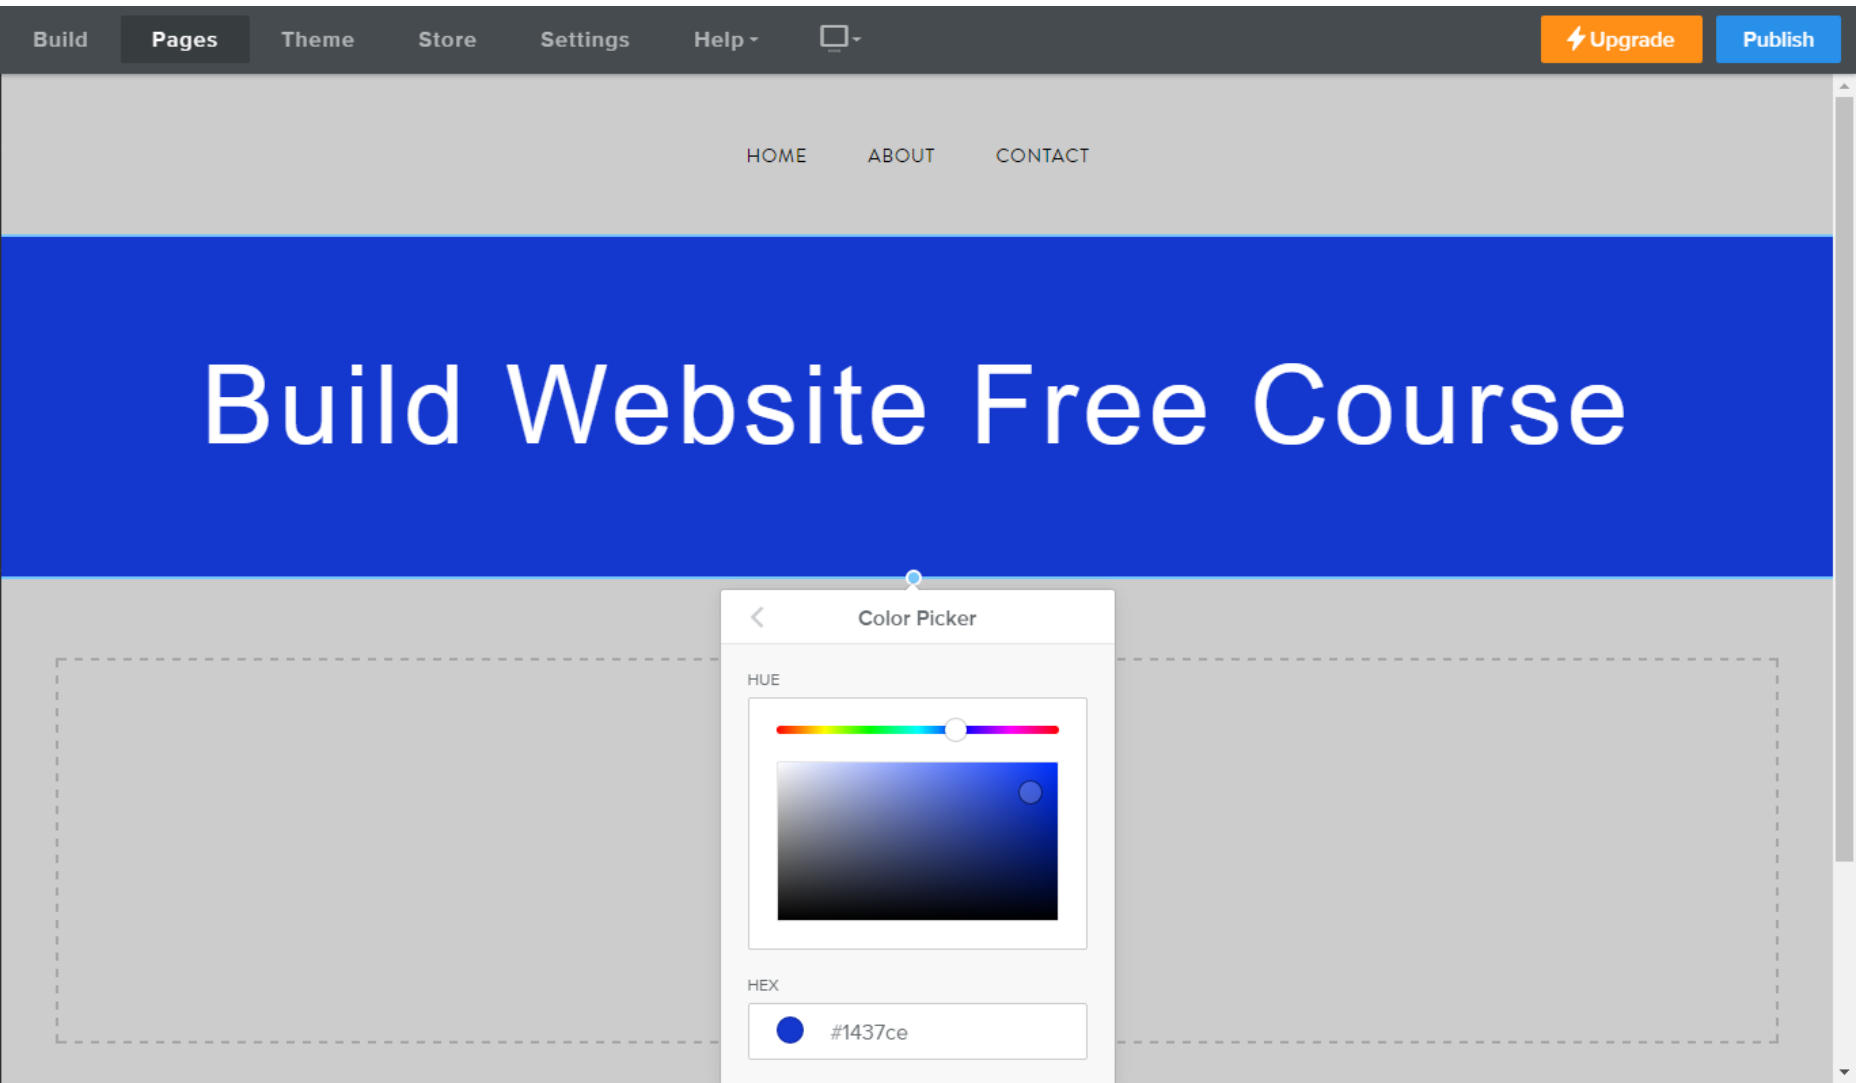 Build Pages Theme Store Settings Help Upgrade Publish
HOME ABOUT CONTACT
Build Website Free Course
Color Picker
HUE
HEX
#1437ce